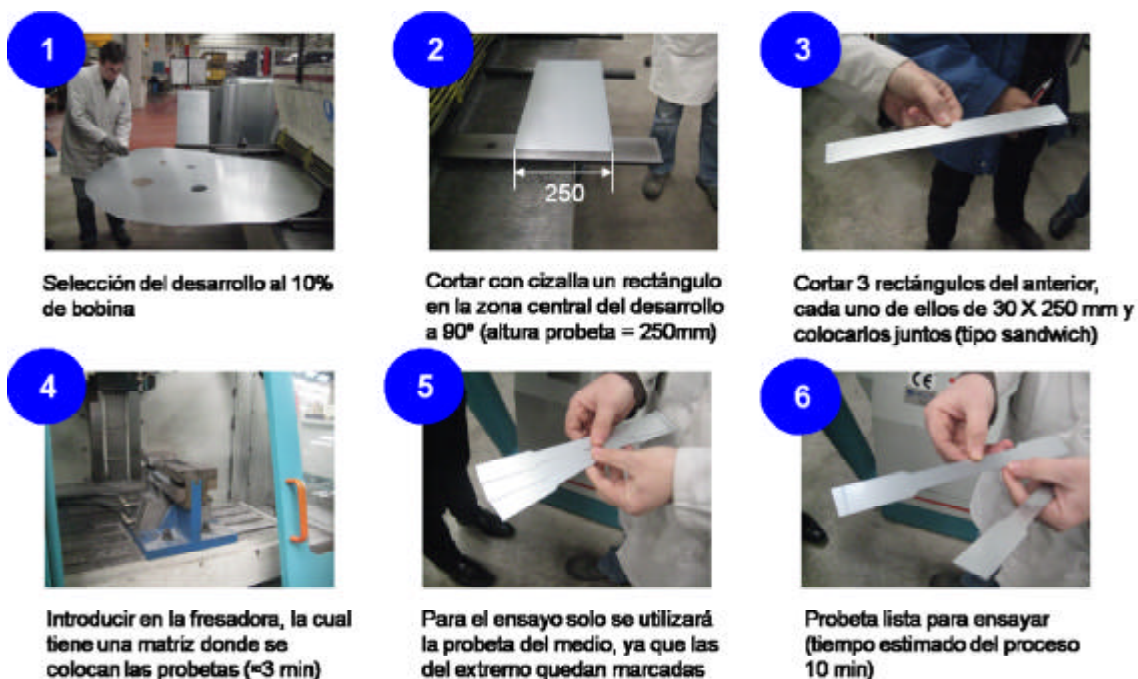 1
2
3
250
Selección del desarrollo al 10%
de bobina
Cortar con cizalla un rectángulo
en la zona central del desarrollo
a 90º (altura probeta = 250mm)
Cortar 3 rectángulos del anterior,
cada uno de ellos de 30 X 250 mm y
colocarlos juntos (tipo sandwich)
4
5
6
CE
Introducir en la fresadora, la cual
tiene una matriz donde se
colocan las probetas (≈3 min)
Para el ensayo solo se utilizará
la probeta del medio, ya que las
del extremo quedan marcadas
Probeta lista para ensayar
(tiempo estimado del proceso
10 min)